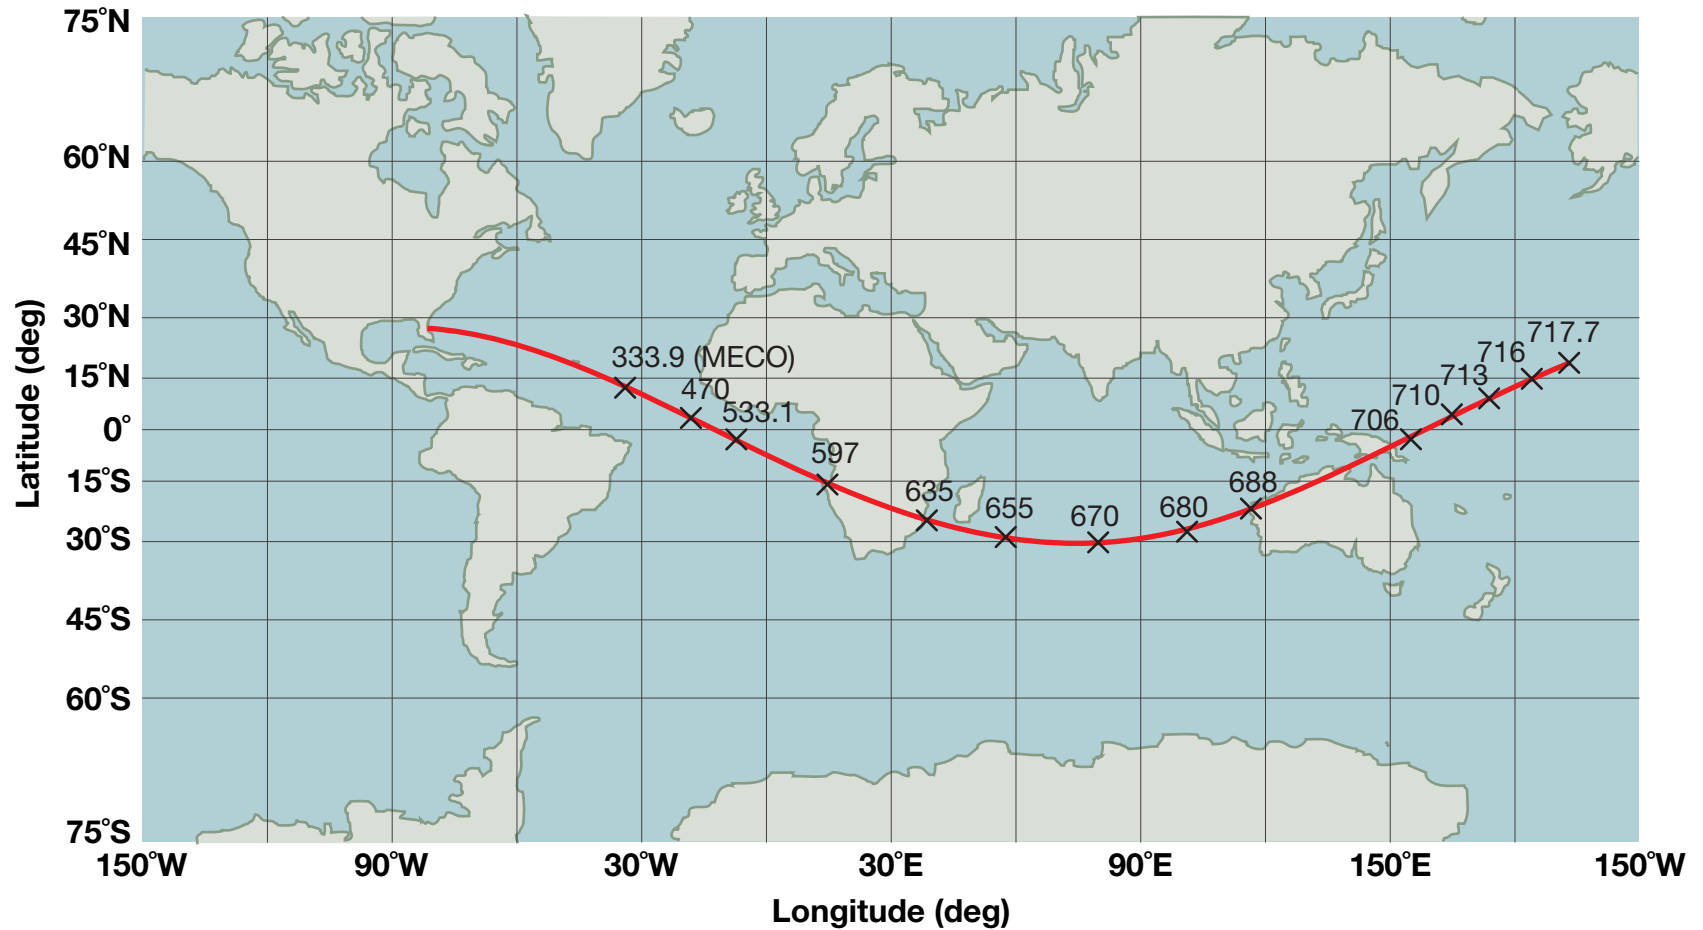 75°N
60°N
45°N
30°N
15°N
0°
15°S
30°S
45°S
60°S
75°S
Latitude (deg)
333.9 (MECO)
470
533.1
597
635
655
670
680
688
706
710
713
716
717.7
150°W
90°W
30°W
30°E
90°E
150°E
150°W
Longitude (deg)